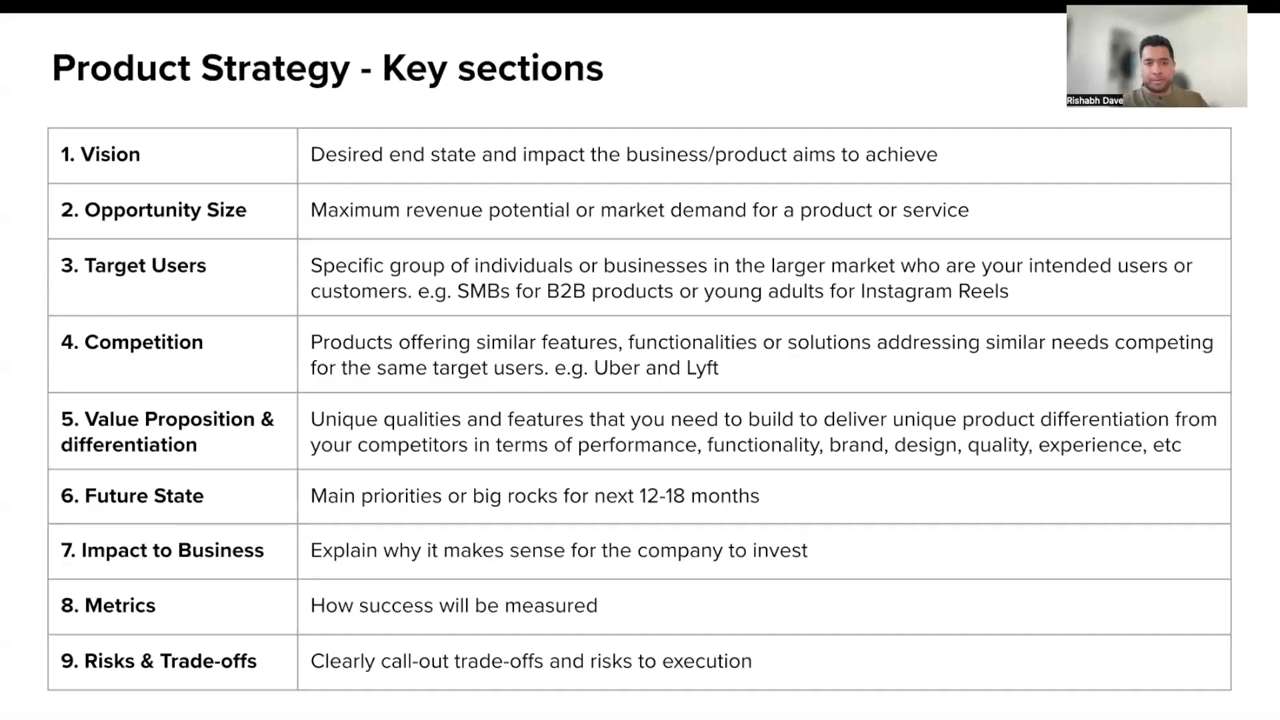 Product Strategy - Key sections
Rishabh Dave
1. Vision
Desired end state and impact the business/product aims to achieve
2. Opportunity Size
Maximum revenue potential or market demand for a product or service
3. Target Users
Specific group of individuals or businesses in the larger market who are your intended users or
customers. e.g. SMBs for B2B products or young adults for Instagram Reels
4. Competition
Products offering similar features, functionalities or solutions addressing similar needs competing
for the same target users. e.g. Uber and Lyft
5. Value Proposition &
differentiation
Unique qualities and features that you need to build to deliver unique product differentiation from
your competitors in terms of performance, functionality, brand, design, quality, experience, etc
6. Future State
Main priorities or big rocks for next 12-18 months
7. Impact to Business
Explain why it makes sense for the company to invest
8. Metrics
How success will be measured
9. Risks & Trade-offs
Clearly call-out trade-offs and risks to execution